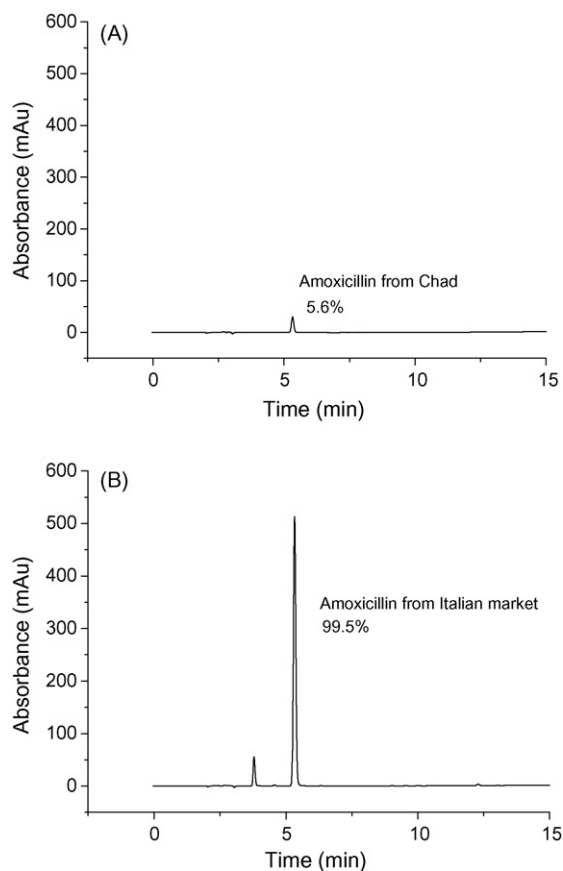 (A)
600
500
400
300
200
100
0
Absorbance (mAu)
Amoxicillin from Chad
5.6%
0 5 10 15
Time (min)
(B)
600
500
400
300
200
100
0
Absorbance (mAu)
Amoxicillin from Italian market
99.5%
0 5 10 15
Time (min)